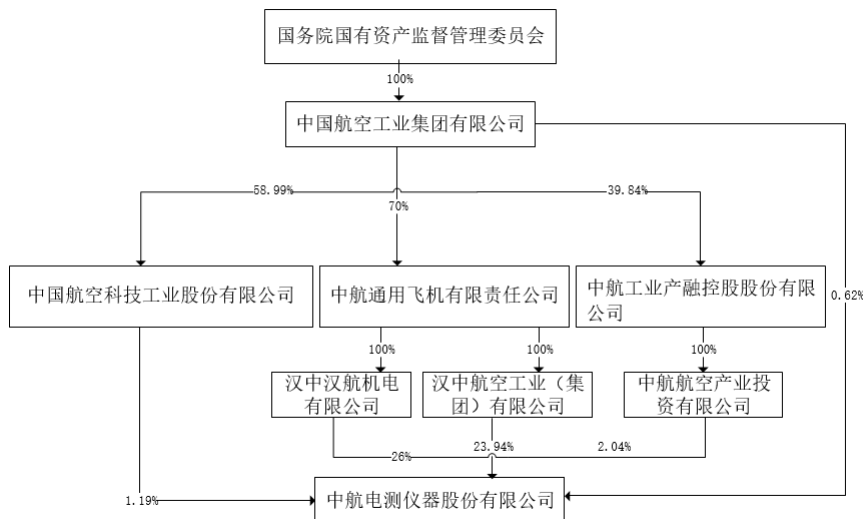 国务院国有资产监督管理委员会
100%
中国航空工业集团有限公司
58.99%
70%
39.84%
中国航空科技工业股份有限公司
中航通用飞机有限责任公司
中航工业产融控股股份有限
公司
0.62%
100%
100%
100%
汉中汉航机电
有限公司
汉中航空工业（集
团）有限公司
中航航空产业投
资有限公司
26%
23.94%
2.04%
1.19%
中航电测仪器股份有限公司